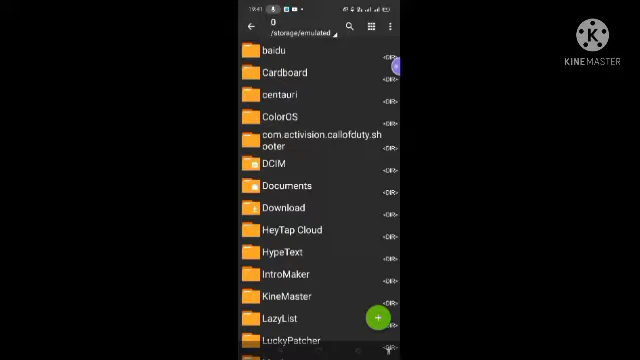 19:41
0
/storage/emulated
baidu
<DIR>
Cardboard
<DIR>
centauri
<DIR>
ColorOS
<DIR>
com.activision.callofduty.sh
ooter
<DIR>
DCIM
<DIR>
Documents
<DIR>
Download
<DIR>
HeyTap Cloud
<DIR>
HypeText
<DIR>
IntroMaker
<DIR>
KineMaster
<DIR>
LazyList
<DIR>
LuckyPatcher
<DIR>
K
KINEMASTER